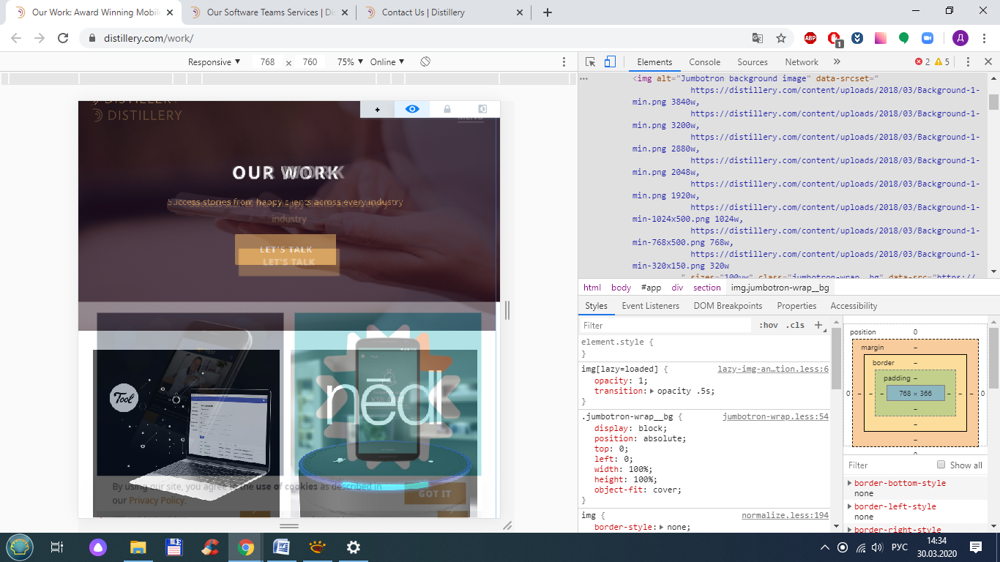 Our Work: Award Winning Mobil
Our Software Teams Services | Di
Contact Us | Distillery
distillery.com/work/
ABP
1
Д
Responsive
768
x
760
75%
Online
Elements
Console
Sources
Network
2
5
DISTILLERY
OUR WORK
Success stories from happy clients across every industry
industry
LET'S TALK
LET'S TALK
Tool
nēdl
By using our site, you agree in the use of cookies as described in
our Privacy Policy.
GOT IT
<img alt="Jumbotron background image" data-srcset="
https://distillery.com/content/uploads/2018/03/Background-1-
min.png 3840w,
https://distillery.com/content/uploads/2018/03/Background-1-
min.png 3200w,
https://distillery.com/content/uploads/2018/03/Background-1-
min.png 2880w,
https://distillery.com/content/uploads/2018/03/Background-1-
min.png 2048w,
https://distillery.com/content/uploads/2018/03/Background-1-
min.png 1920w,
https://distillery.com/content/uploads/2018/03/Background-1-
min-1024x500.png 1024w,
https://distillery.com/content/uploads/2018/03/Background-1-
min-768x500.png 768w,
https://distillery.com/content/uploads/2018/03/Background-1-
min-320x150.png 320w
" sizes="100vw" class="jumbotron-wrap__bg" data-src="https://
html body #app div section img.jumbotron-wrap__bg
Styles Event Listeners DOM Breakpoints Properties Accessibility
Filter
:hov .cls +
element.style {
}
img[lazy=loaded] { lazy-img-an…tion.less:6
opacity: 1;
transition: opacity .5s;
}
.jumbotron-wrap__bg { jumbotron-wrap.less:54
display: block;
position: absolute;
top: 0;
left: 0;
width: 100%;
height: 100%;
object-fit: cover;
}
img { normalize.less:194
border-style: none;
position 0
margin –
border –
padding –
0 – – – 768 × 366 – – – 0
–
–
–
0
Filter
Show all
border-bottom-style
none
border-left-style
none
border-right-style
РУС
14:34
30.03.2020